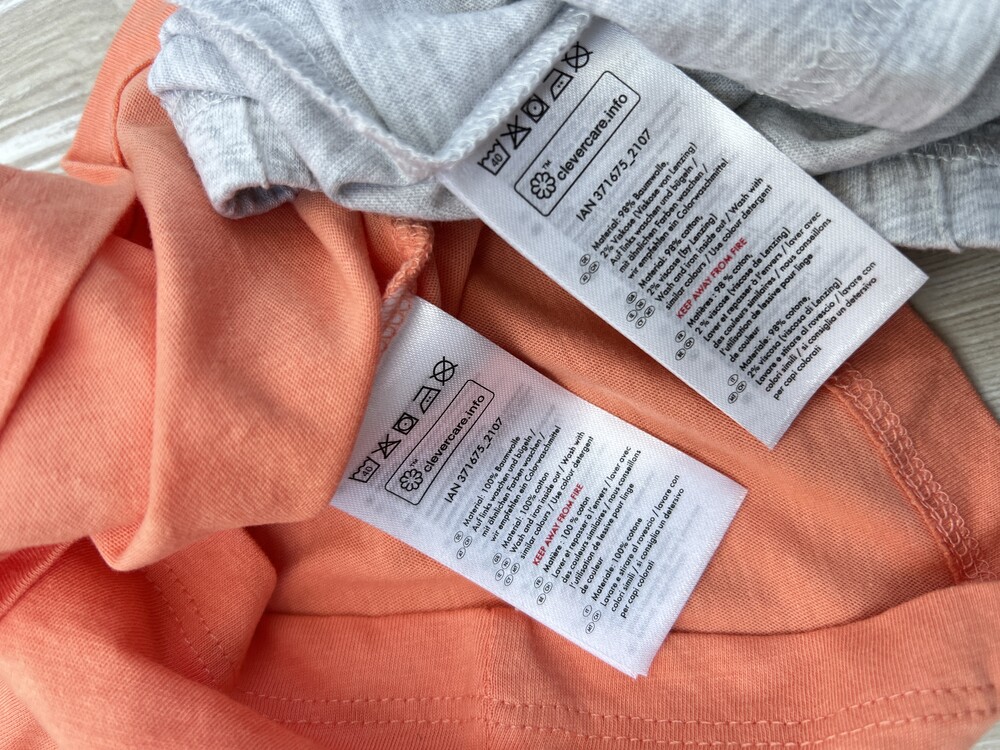 40
clevercare.info
IAN 371675_2107
Material: 98% Baumwolle,
2% Viskose (Viskose von Lenzing)
Auf links waschen und bügeln /
mit ähnlichen Farben waschen /
wir empfehlen ein Colorwaschmittel
Material: 98% cotton,
2% viscose (by Lenzing)
Wash and iron inside out / Wash with
similar colours / Use colour detergent
KEEP AWAY FROM FIRE
Matières : 98 % coton,
2 % viscose (viscose de Lenzing)
Laver et repasser à l'envers / laver avec
des couleurs similaires / nous conseillons
l'utilisation de lessive pour linge
de couleur
Materiale: 98% cotone,
2% viscosa (viscosa di Lenzing)
Lavare e stirare al rovescio / lavare con
colori simili / si consiglia un detersivo
per capi colorati
40
clevercare.info
IAN 371675_2107
Material: 100% Baumwolle
Auf links waschen und bügeln /
mit ähnlichen Farben waschen /
wir empfehlen ein Colorwaschmittel
Material: 100% cotton
Wash and iron inside out / Wash with
similar colours / Use colour detergent
KEEP AWAY FROM FIRE
Matière : 100 % coton
Laver et repasser à l'envers / laver avec
des couleurs similaires / nous conseillons
l'utilisation de lessive pour linge
de couleur
Materiale: 100% cotone
Lavare e stirare al rovescio / lavare con
colori simili / si consiglia un detersivo
per capi colorati